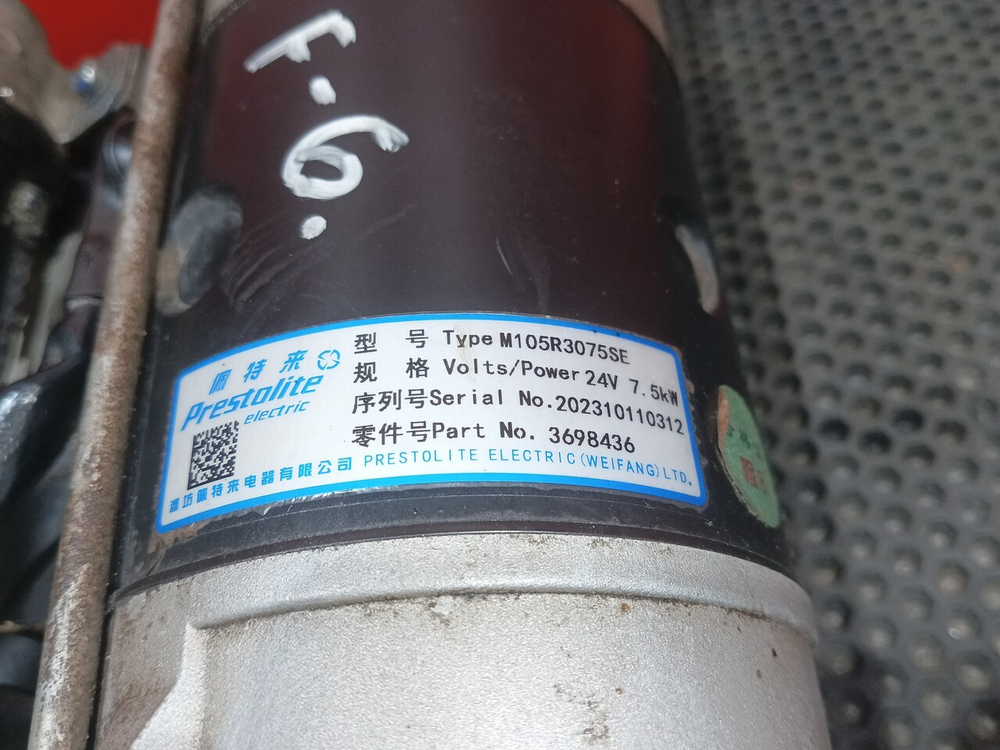 F-6.
佩特来
Prestolite
electric
型 号 Type M105R3075SE
规 格 Volts/Power 24V 7.5kW
序列号Serial No.202310110312
零件号Part No. 3698436
潍坊佩特来电器有限公司 PRESTOLITE ELECTRIC(WEIFANG)LTD.